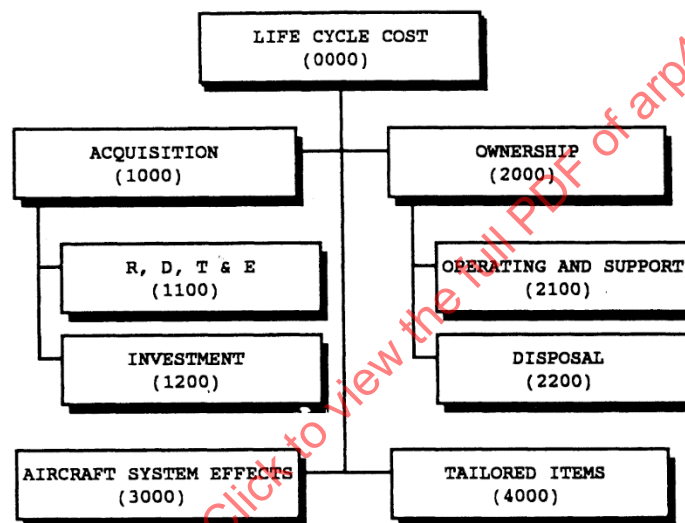 LIFE CYCLE COST
(0000)
ACQUISITION
(1000)
OWNERSHIP
(2000)
R, D, T & E
(1100)
OPERATING AND SUPPORT
(2100)
INVESTMENT
(1200)
DISPOSAL
(2200)
AIRCRAFT SYSTEM EFFECTS
(3000)
TAILORED ITEMS
(4000)
Click to view the full PDF of arp4